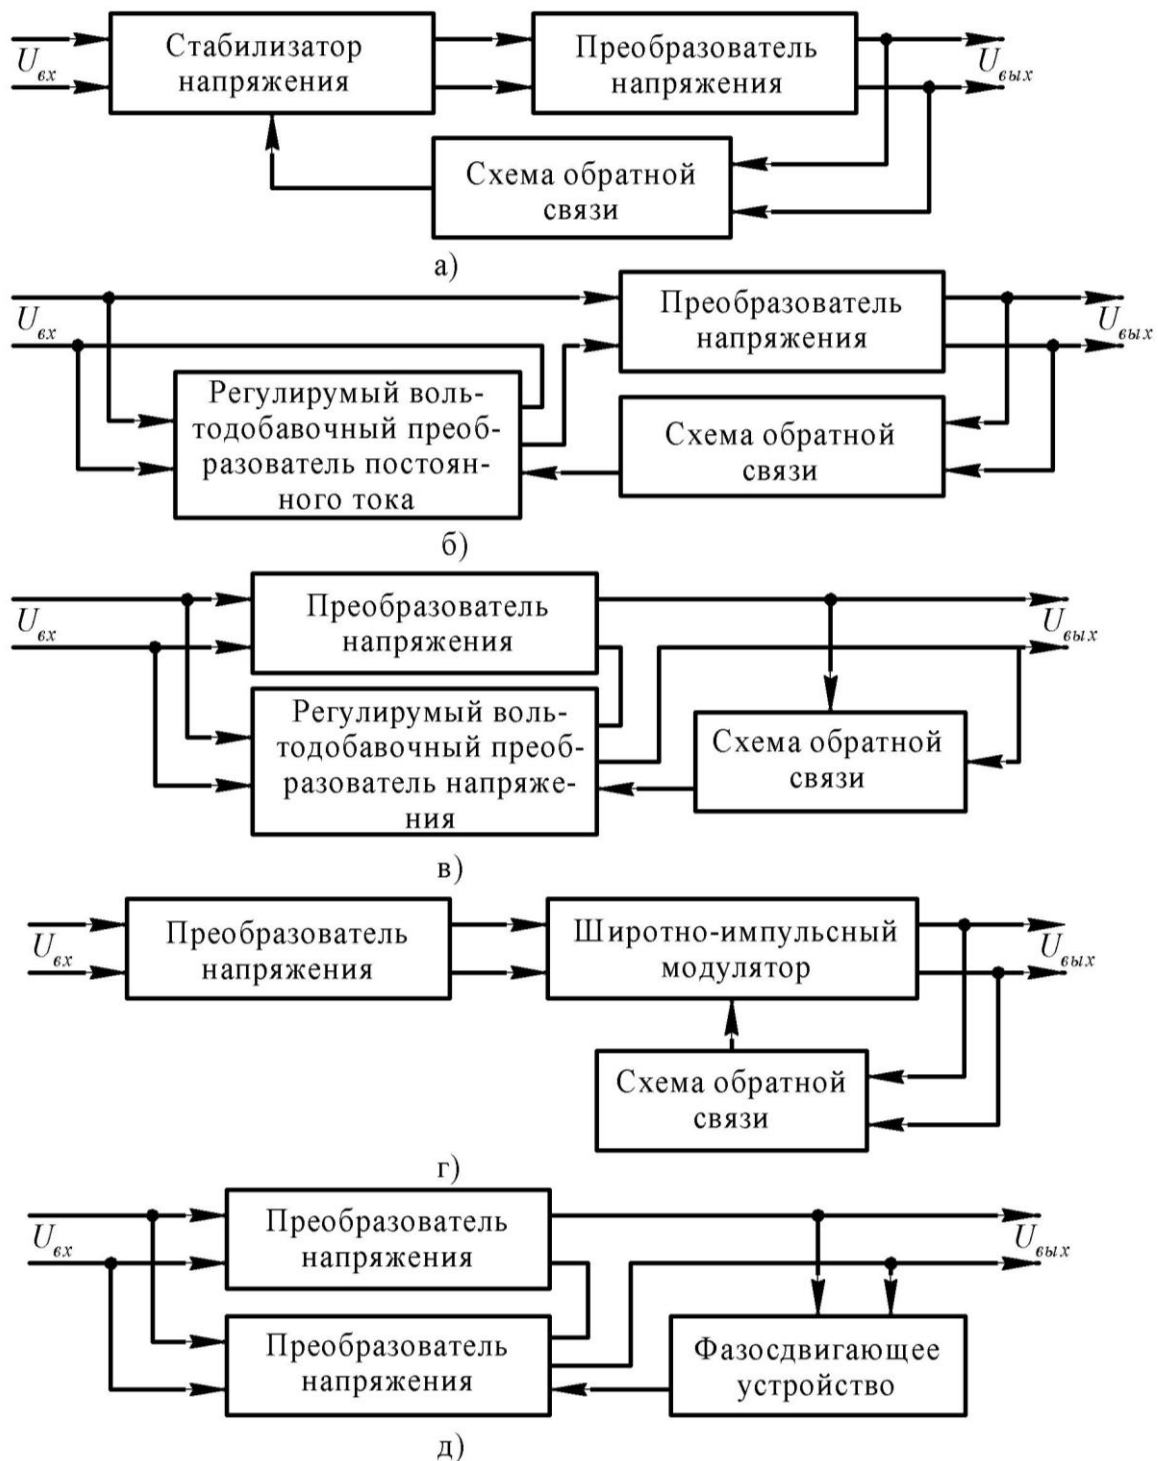 Стабилизатор
напряжения
Преобразователь
напряжения
U вх
U вых
Схема обратной
связи
а)
U вх
Преобразователь
напряжения
U вых
Регулирумый воль-
тодобавочный преоб-
разователь постоян-
ного тока
Схема обратной
связи
б)
U вх
Преобразователь
напряжения
U вых
Регулирумый воль-
тодобавочный преоб-
разователь напряже-
ния
Схема обратной
связи
в)
U вх
Преобразователь
напряжения
Широтно-импульсный
модулятор
U вых
Схема обратной
связи
г)
U вх
Преобразователь
напряжения
U вых
Преобразователь
напряжения
Фазосдвигающее
устройство
д)